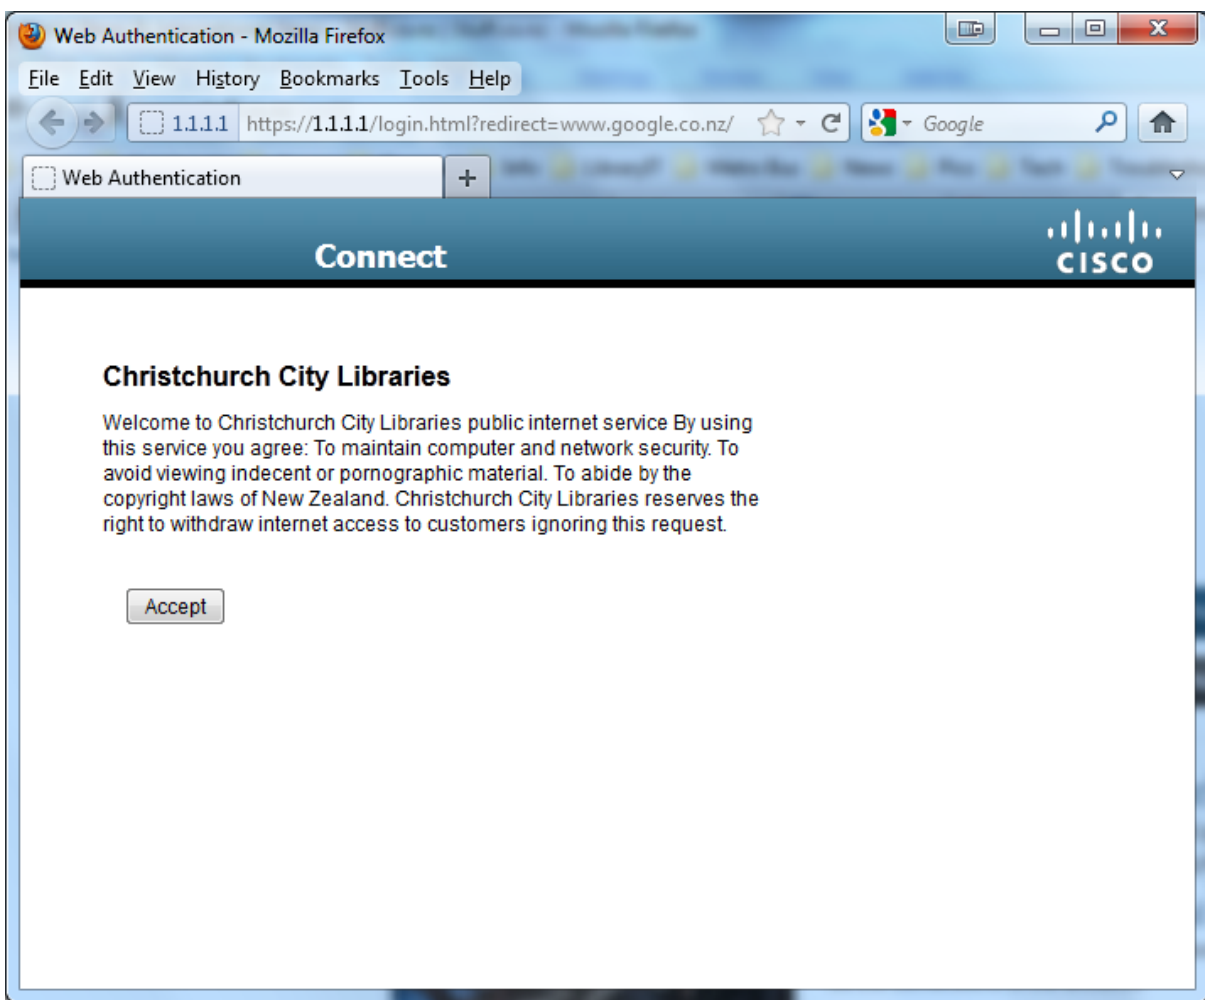 Web Authentication - Mozilla Firefox
File Edit View History Bookmarks Tools Help
1.1.1.1 https://1.1.1.1/login.html?redirect=www.google.co.nz/ Google
Web Authentication
Connect
CISCO
Christchurch City Libraries
Welcome to Christchurch City Libraries public internet service By using
this service you agree: To maintain computer and network security. To
avoid viewing indecent or pornographic material. To abide by the
copyright laws of New Zealand. Christchurch City Libraries reserves the
right to withdraw internet access to customers ignoring this request.
Accept